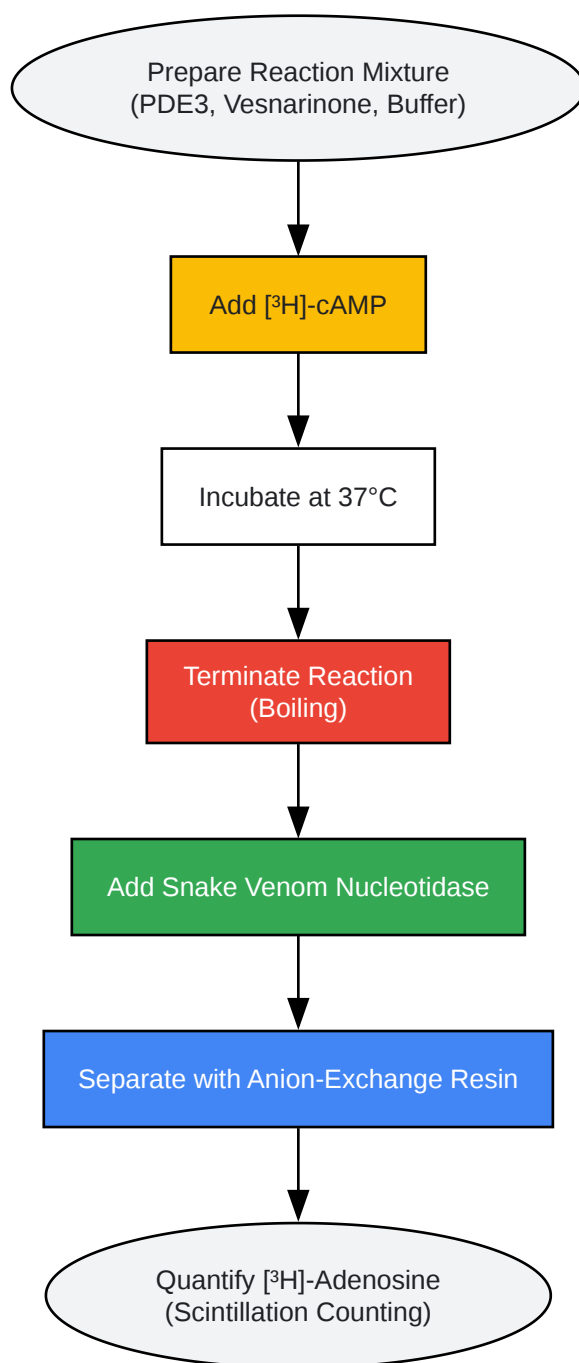 Prepare Reaction Mixture
(PDE3, Vesnarinone, Buffer)
Add [³H]-cAMP
Incubate at 37°C
Terminate Reaction
(Boiling)
Add Snake Venom Nucleotidase
Separate with Anion-Exchange Resin
Quantify [³H]-Adenosine
(Scintillation Counting)